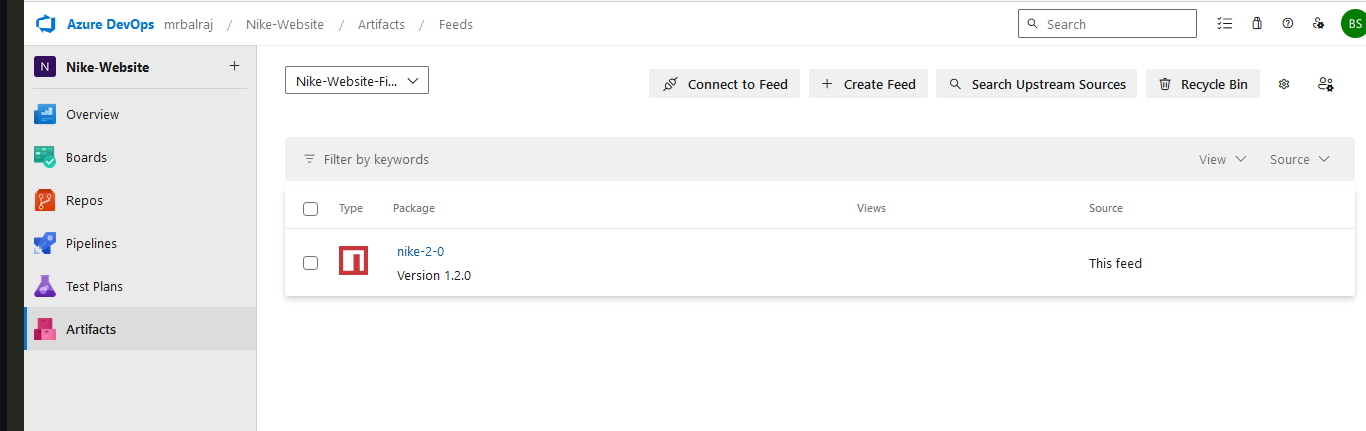 Azure DevOps mrbalraj / Nike-Website / Artifacts / Feeds Search BS
N Nike-Website +
Overview
Boards
Repos
Pipelines
Test Plans
Artifacts
Nike-Website-Fi... Connect to Feed + Create Feed Search Upstream Sources Recycle Bin
Filter by keywords View Source
Type Package Views Source
nike-2-0
Version 1.2.0
This feed